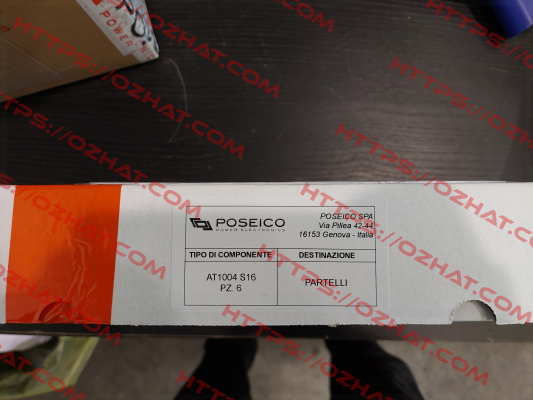 POWER
HTTPS://OZHAT.COM
POSEICO
POWER ELECTRONICS
POSEICO SPA
Via Pillea 42-44
16153 Genova - Italia
TIPO DI COMPONENTE
DESTINAZIONE
AT1004 S16
PZ. 6
PARTELLI